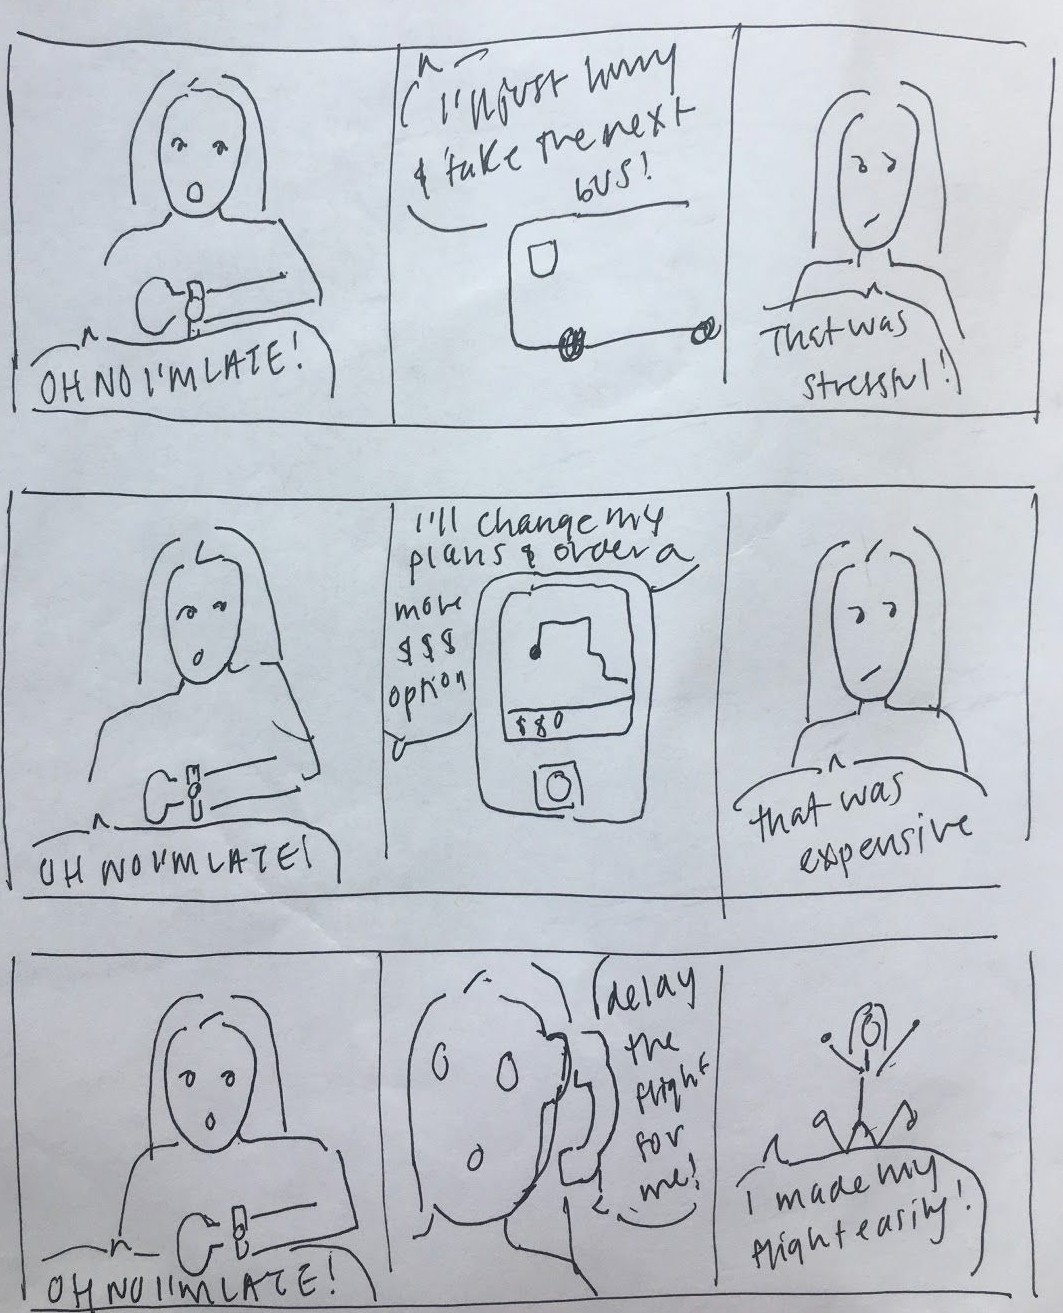 OH NO I'M LATE!
I'll just hurry
& take the next
bus!
That was
stressful!
OH NO I'M LATE!
I'll change my
plans & order a
more
$$$
option
$80
that was
expensive
OH NO I'M LATE!
delay
the
flight
for
me!
I made my
flight easily!